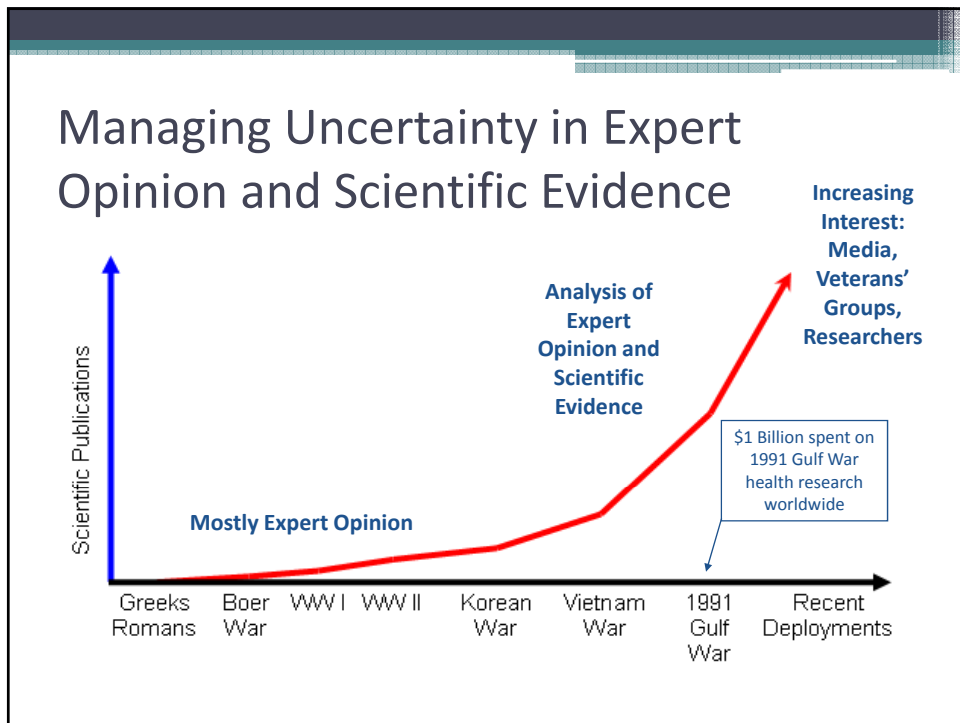 Managing Uncertainty in Expert
Opinion and Scientific Evidence
Increasing
Interest:
Media,
Veterans'
Groups,
Researchers
Analysis of
Expert
Opinion and
Scientific
Evidence
$1 Billion spent on
1991 Gulf War
health research
worldwide
Mostly Expert Opinion
Scientific Publications
Greeks
Romans
Boer
War
WW I
WW II
Korean
War
Vietnam
War
1991
Gulf
War
Recent
Deployments